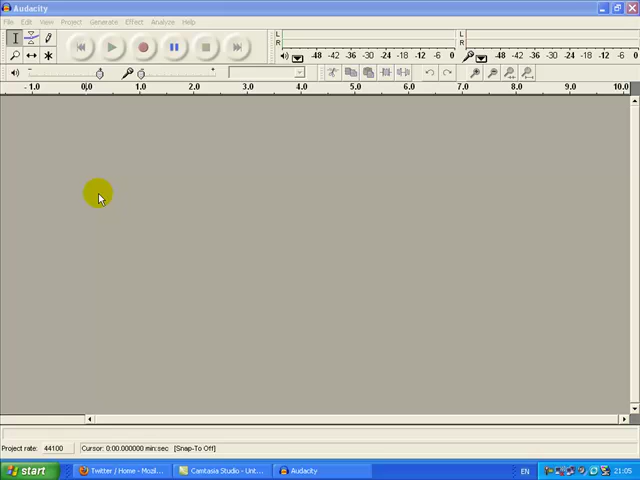 Audacity
File Edit View Project Generate Effect Analyze Help
L
R
-48 -42 -36 -30 -24 -18 -12 -6 0
L
R
-48 -42 -36 -30 -24 -18 -12 -6 0
- +
- +
- 1.0 0,0 1.0 2.0 3.0 4.0 5.0 6.0 7.0 8.0 9.0 10.0
Project rate: 44100 Cursor: 0:00.000000 min:sec [Snap-To Off]
start Twitter / Home - Mozil... Camtasia Studio - Unt... Audacity EN 21:05